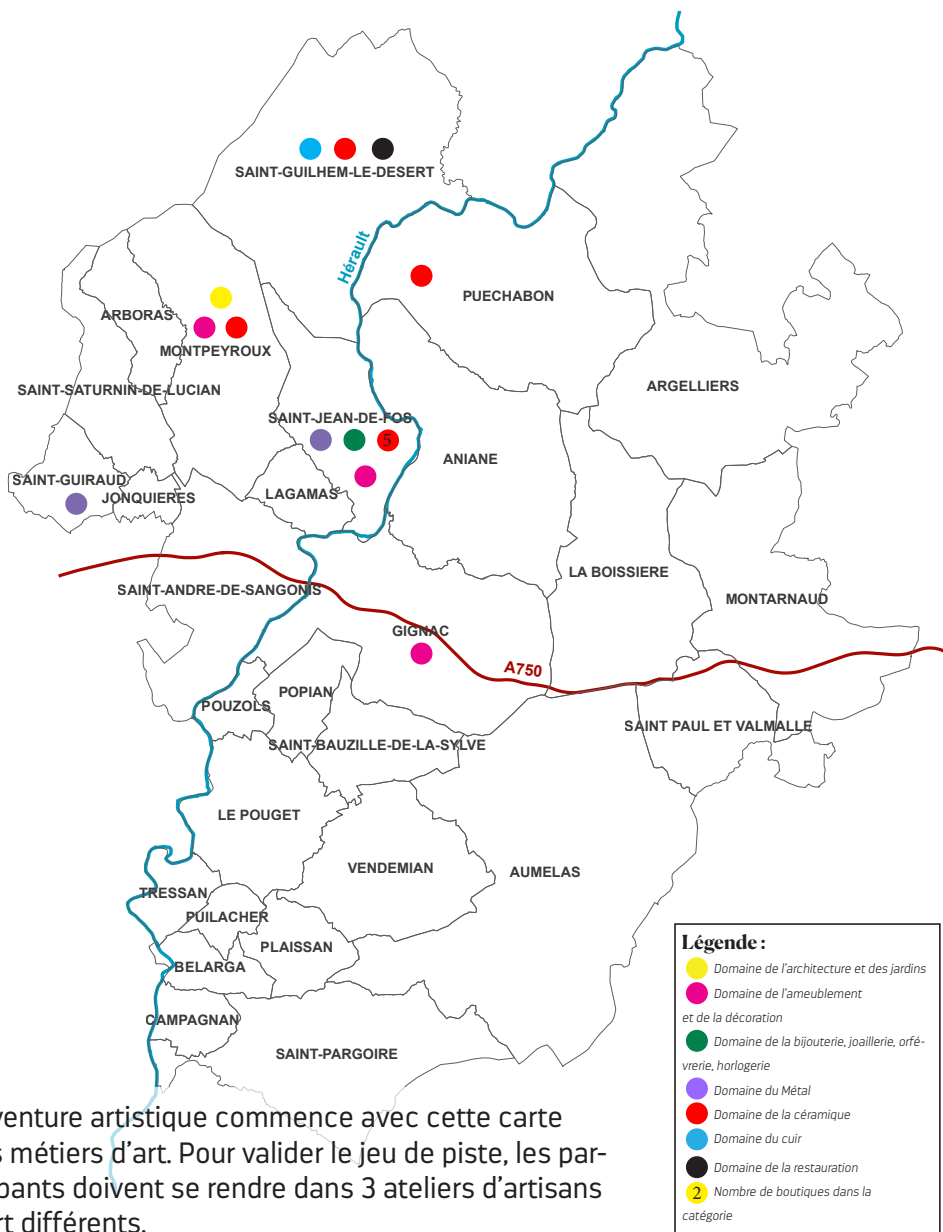 SAINT-GUILHEM-LE-DESERT
Hérault
PUECHABON
ARBORAS
MONTPEYROUX
ARGELLIERS
SAINT-SATURNIN-DE-LUCIAN
SAINT-JEAN-DE-FOS
5
ANIANE
SAINT-GUIRAUD
JONQUIERES
LAGAMAS
LA BOISSIERE
SAINT-ANDRE-DE-SANGONIS
MONTARNAUD
GIGNAC
A750
POPIAN
POUZOLS
SAINT PAUL ET VALMALLE
SAINT-BAUZILLE-DE-LA-SYLVE
LE POUGET
VENDEMIAN
AUMELAS
TRESSAN
PUILACHER
PLAISSAN
BELARGA
CAMPAGNAN
SAINT-PARGOIRE
Légende :
Domaine de l'architecture et des jardins
Domaine de l'ameublement
et de la décoration
Domaine de la bijouterie, joaillerie, orfé-
vrerie, horlogerie
Domaine du Métal
Domaine de la céramique
Domaine du cuir
Domaine de la restauration
2 Nombre de boutiques dans la
catégorie
venture artistique commence avec cette carte
s métiers d'art. Pour valider le jeu de piste, les par-
pants doivent se rendre dans 3 ateliers d'artisans
rt différents.